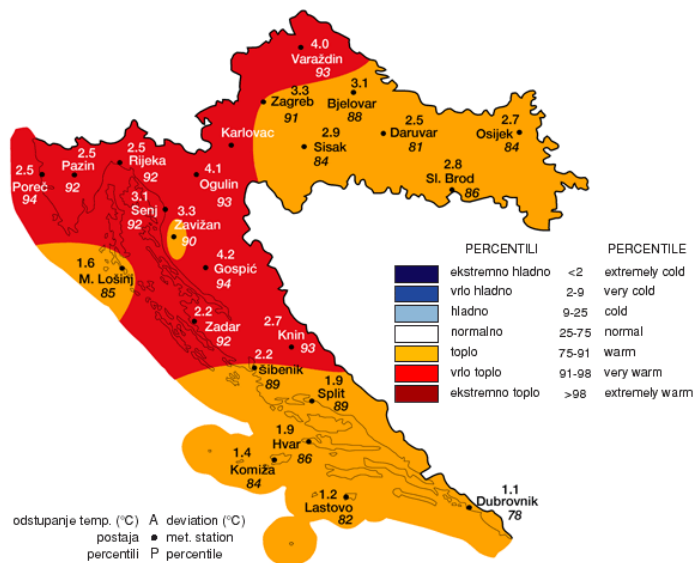 4.0
Varaždin
93
3.3
Zagreb
91
3.1
Bjelovar
88
2.5
Daruvar
81
2.7
Osijek
84
Karlovac
2.9
Sisak
84
2.8
Sl. Brod
86
2.5
Poreč
94
2.5
Pazin
92
2.5
Rijeka
92
4.1
Ogulin
93
3.1
Senj
92
3.3
Zavižan
90
1.6
M. Lošinj
85
4.2
Gospić
94
2.2
Zadar
92
2.7
Knin
93
2.2
Šibenik
89
1.9
Split
89
1.9
Hvar
86
1.4
Komiža
84
1.2
Lastovo
82
1.1
Dubrovnik
78
PERCENTILI PERCENTILE
ekstremno hladno <2 extremely cold
vrlo hladno 2-9 very cold
hladno 9-25 cold
normalno 25-75 normal
toplo 75-91 warm
vrlo toplo 91-98 very warm
ekstremno toplo >98 extremely warm
odstupanje temp. (°C) A deviation (°C)
postaja met. station
percentili P percentile